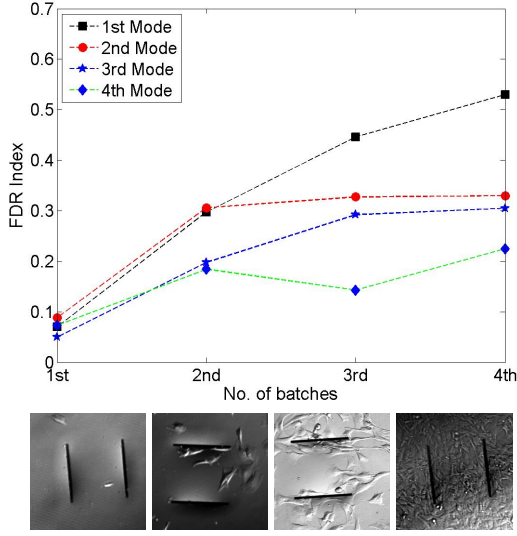 0.7
0.6
0.5
0.4
0.3
0.2
0.1
0
FDR Index
1st Mode
2nd Mode
3rd Mode
4th Mode
1st 2nd 3rd 4th
No. of batches